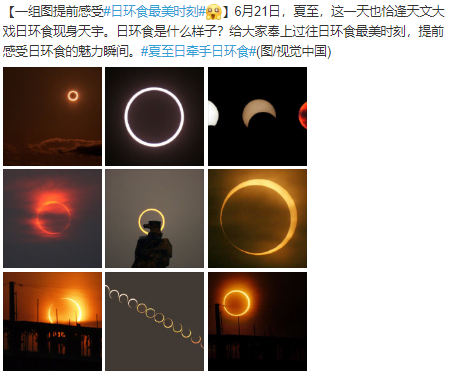 【一组图提前感受#日环食最美时刻#😱】6月21日，夏至，这一天也恰逢天文大
戏日环食现身天宇。日环食是什么样子？给大家奉上过往日环食最美时刻，提前
感受日环食的魅力瞬间。#夏至日牵手日环食#(图/视觉中国)